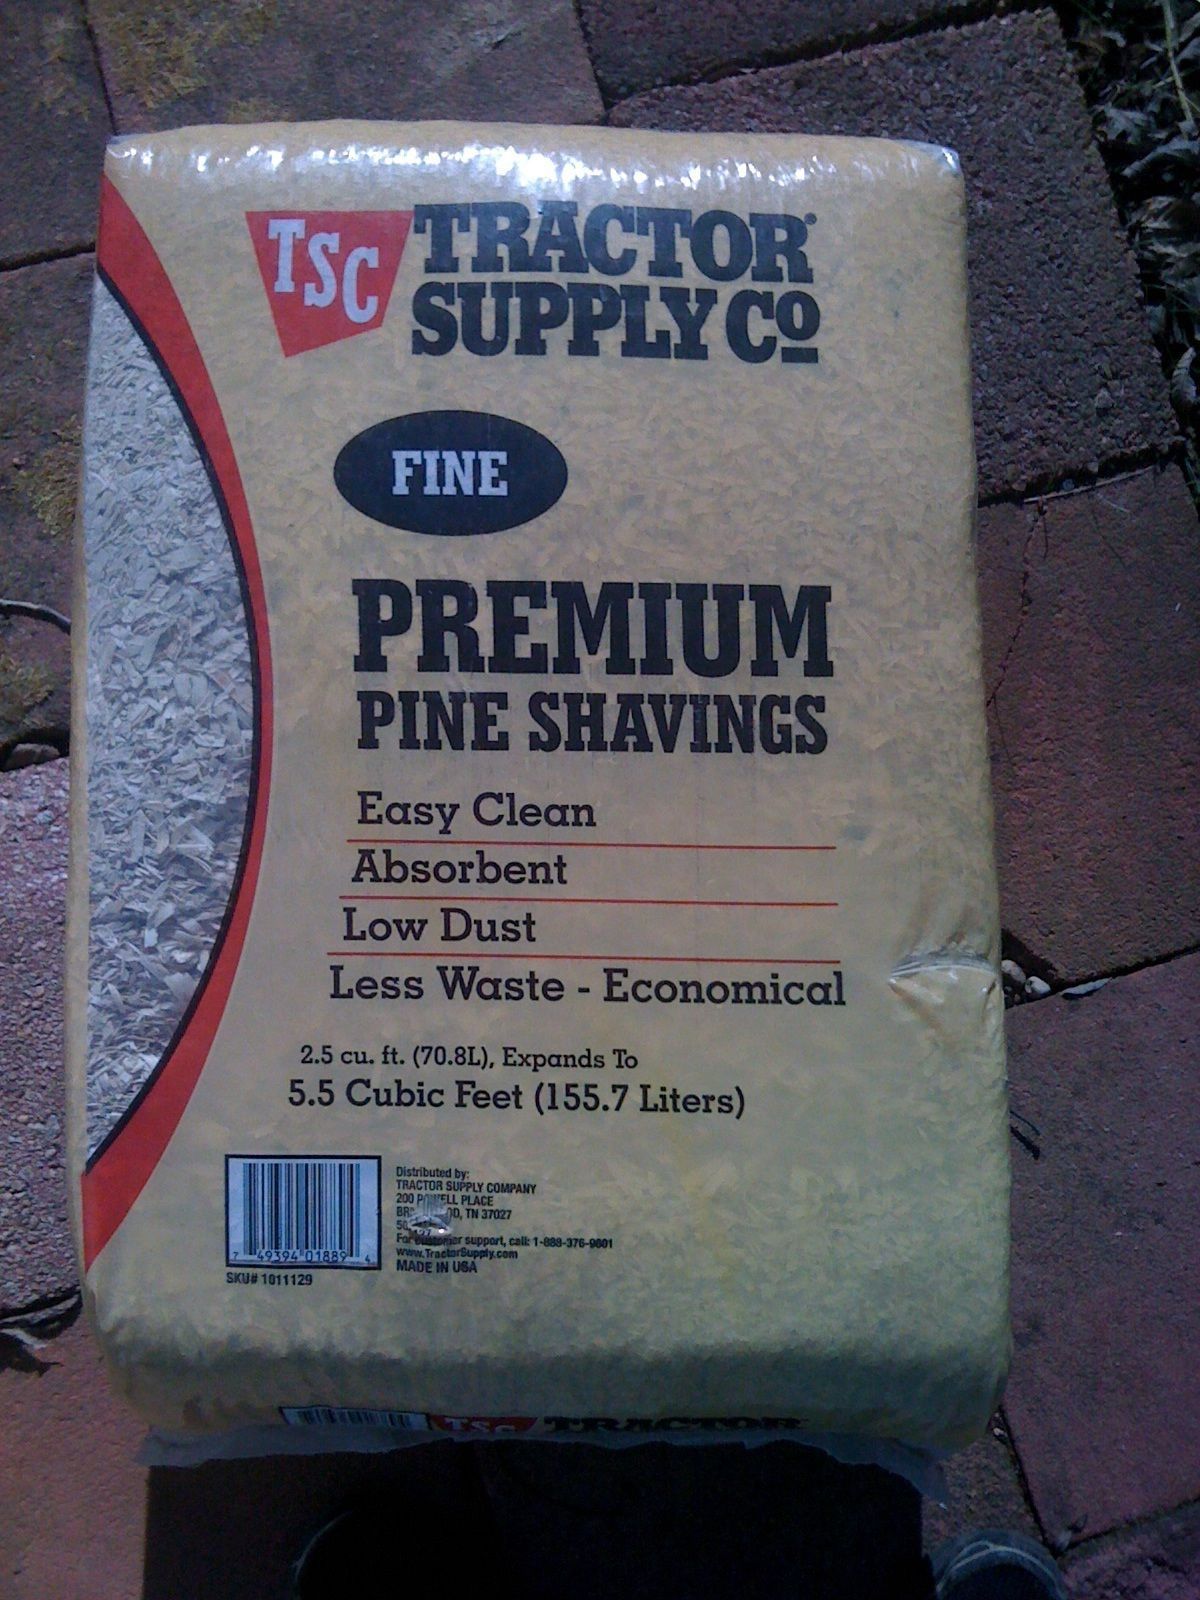 TSC TRACTOR
SUPPLY Co
FINE
PREMIUM
PINE SHAVINGS
Easy Clean
Absorbent
Low Dust
Less Waste - Economical
2.5 cu. ft. (70.8L), Expands To
5.5 Cubic Feet (155.7 Liters)
7 49394 01889 4
SKU# 1011129
Distributed by:
TRACTOR SUPPLY COMPANY
200 PLACE
TN 37027
For support, call: 1-888-376-9601
www.TractorSupply.com
MADE IN USA
TSC TRACTOR